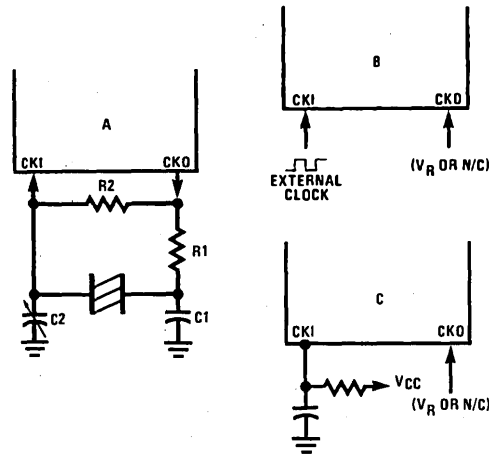 A
CKI
CKO
R2
R1
C2
C1
B
CKI
CKO
EXTERNAL
CLOCK
(VR OR N/C)
C
CKI
CKO
VCC
(VR OR N/C)